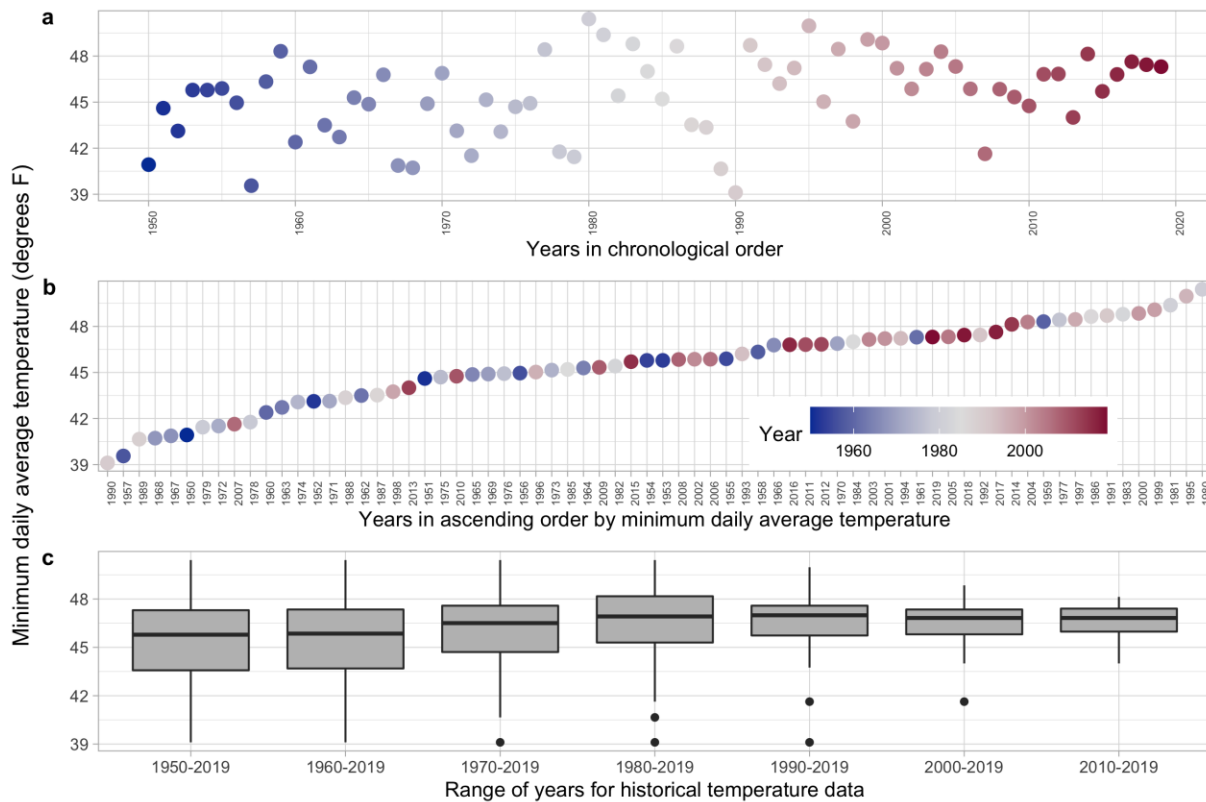 a
Minimum daily average temperature (degrees F)
48
45
42
39
1950
1960
1970
1980
1990
2000
2010
2020
Years in chronological order
b
48
45
42
39
Year
1960 1980 2000
1990 1957 1989 1968 1967 1950 1979 1972 2007 1978 1960 1963 1974 1952 1971 1988 1962 1987 1998 2013 1951 1975 2010 1965 1969 1976 1956 1996 1973 1985 1964 2009 1982 2015 1954 1953 2008 2002 2006 1955 1993 1958 1966 2016 2011 2012 1970 1984 2003 2001 1994 1961 2019 2005 2018 1992 2017 2014 2004 1959 1977 1997 1986 1991 1983 2000 1999 1981 1995 1980
Years in ascending order by minimum daily average temperature
c
48
45
42
39
1950-2019 1960-2019 1970-2019 1980-2019 1990-2019 2000-2019 2010-2019
Range of years for historical temperature data